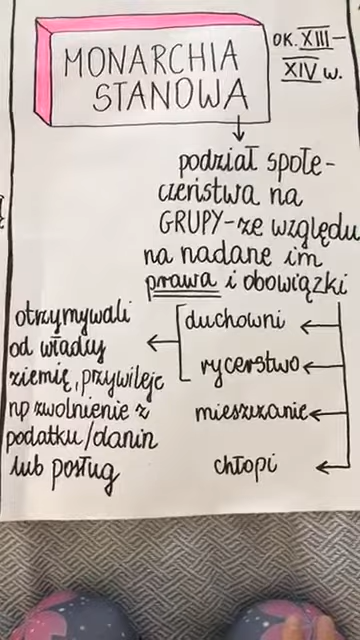 MONARCHIA
STANOWA
OK. XIII-
XIV w.
podział społe-
czeństwa na
GRUPY-ze względu
na nadane im
prawa i obowiązki
duchowni
rycerstwo
mieszczanie
chłopi
otrzymywali
od władcy
ziemię, przywileje
np zwolnienie z
podatku/danin
lub posług